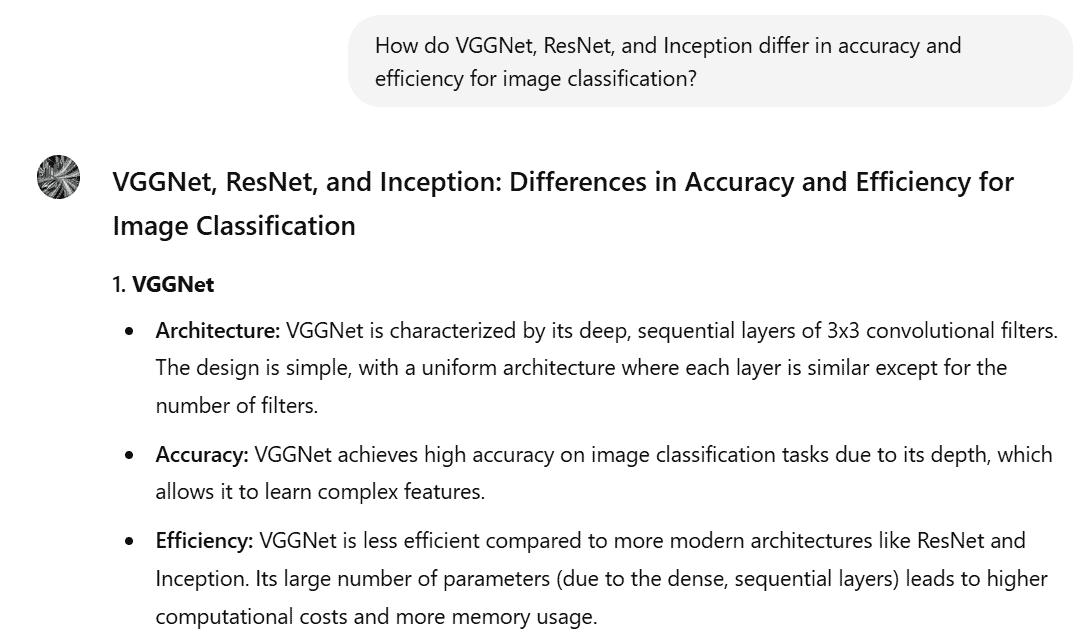 How do VGGNet, ResNet, and Inception differ in accuracy and
efficiency for image classification?
VGGNet, ResNet, and Inception: Differences in Accuracy and Efficiency for
Image Classification
1. VGGNet
• Architecture: VGGNet is characterized by its deep, sequential layers of 3x3 convolutional filters.
The design is simple, with a uniform architecture where each layer is similar except for the
number of filters.
• Accuracy: VGGNet achieves high accuracy on image classification tasks due to its depth, which
allows it to learn complex features.
• Efficiency: VGGNet is less efficient compared to more modern architectures like ResNet and
Inception. Its large number of parameters (due to the dense, sequential layers) leads to higher
computational costs and more memory usage.